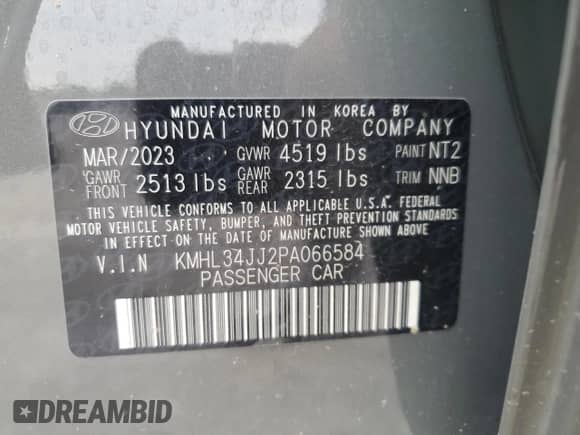 MANUFACTURED IN KOREA BY
HYUNDAI MOTOR COMPANY
MAR/2023 GVWR 4519 lbs PAINT NT2
GAWR FRONT 2513 lbs GAWR REAR 2315 lbs TRIM NNB
THIS VEHICLE CONFORMS TO ALL APPLICABLE U.S.A. FEDERAL
MOTOR VEHICLE SAFETY, BUMPER, AND THEFT PREVENTION STANDARDS
IN EFFECT ON THE DATE OF MANUFACTURE SHOWN ABOVE
V.I.N KMHL34JJ2PA066584
PASSENGER CAR
DREAMBID